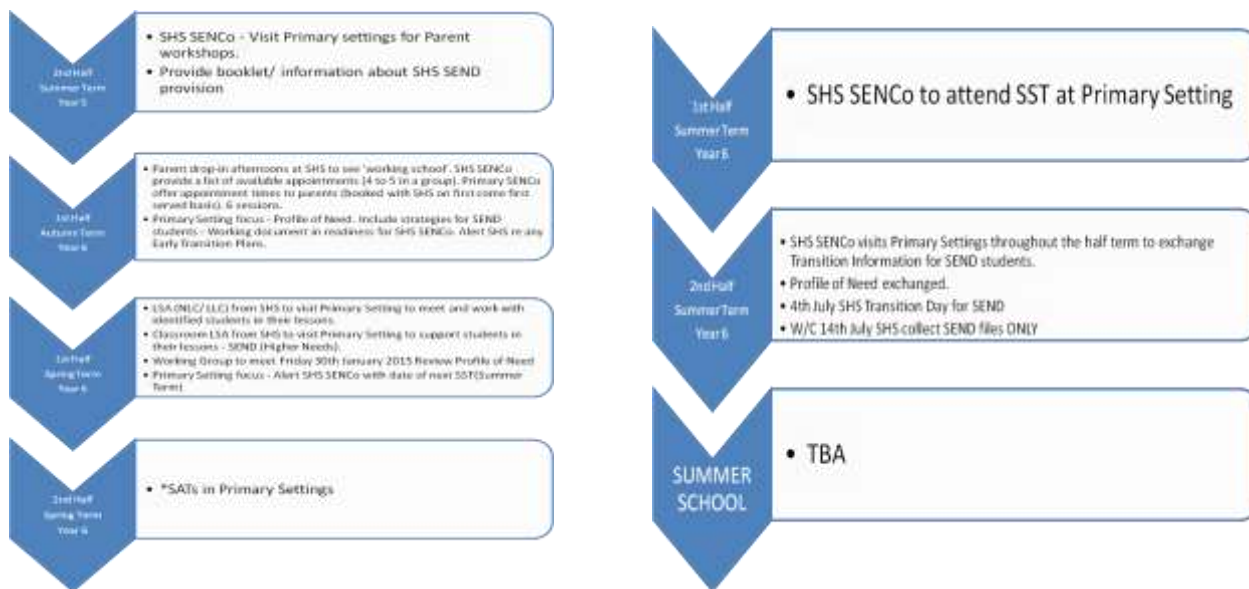 2nd Half
Summer Term
Year 5
• SHS SENCo - Visit Primary settings for Parent
workshops.
• Provide booklet/ information about SHS SEND
provision
1st Half
Autumn Term
Year 6
• Parent drop-in afternoons at SHS to see 'working school'. SHS SENCo
provide a list of available appointments (4 to 5 in a group). Primary SENCo
offer appointment times to parents (booked with SHS on first come first
served basis). 6 sessions.
• Primary Setting focus - Profile of Need. Include strategies for SEND
students - Working document in readiness for SHS SENCo. Alert SHS re any
Early Transition Plans.
1st Half
Spring Term
Year 6
• LSA (NLC/ LLC) from SHS to visit Primary Setting to meet and work with
identified students in their lessons.
• Classroom LSA from SHS to visit Primary Setting to support students in
their lessons - SEND (Higher Needs).
• Working Group to meet Friday 30th January 2015 Review Profile of Need
• Primary Setting focus - Alert SHS SENCo with date of next SST(Summer
Term)
2nd Half
Spring Term
Year 6
• *SATs in Primary Settings
1st Half
Summer Term
Year 6
• SHS SENCo to attend SST at Primary Setting
2nd Half
Summer Term
Year 6
• SHS SENCo visits Primary Settings throughout the half term to exchange
Transition Information for SEND students.
• Profile of Need exchanged.
• 4th July SHS Transition Day for SEND
• W/C 14th July SHS collect SEND files ONLY
SUMMER
SCHOOL
• TBA